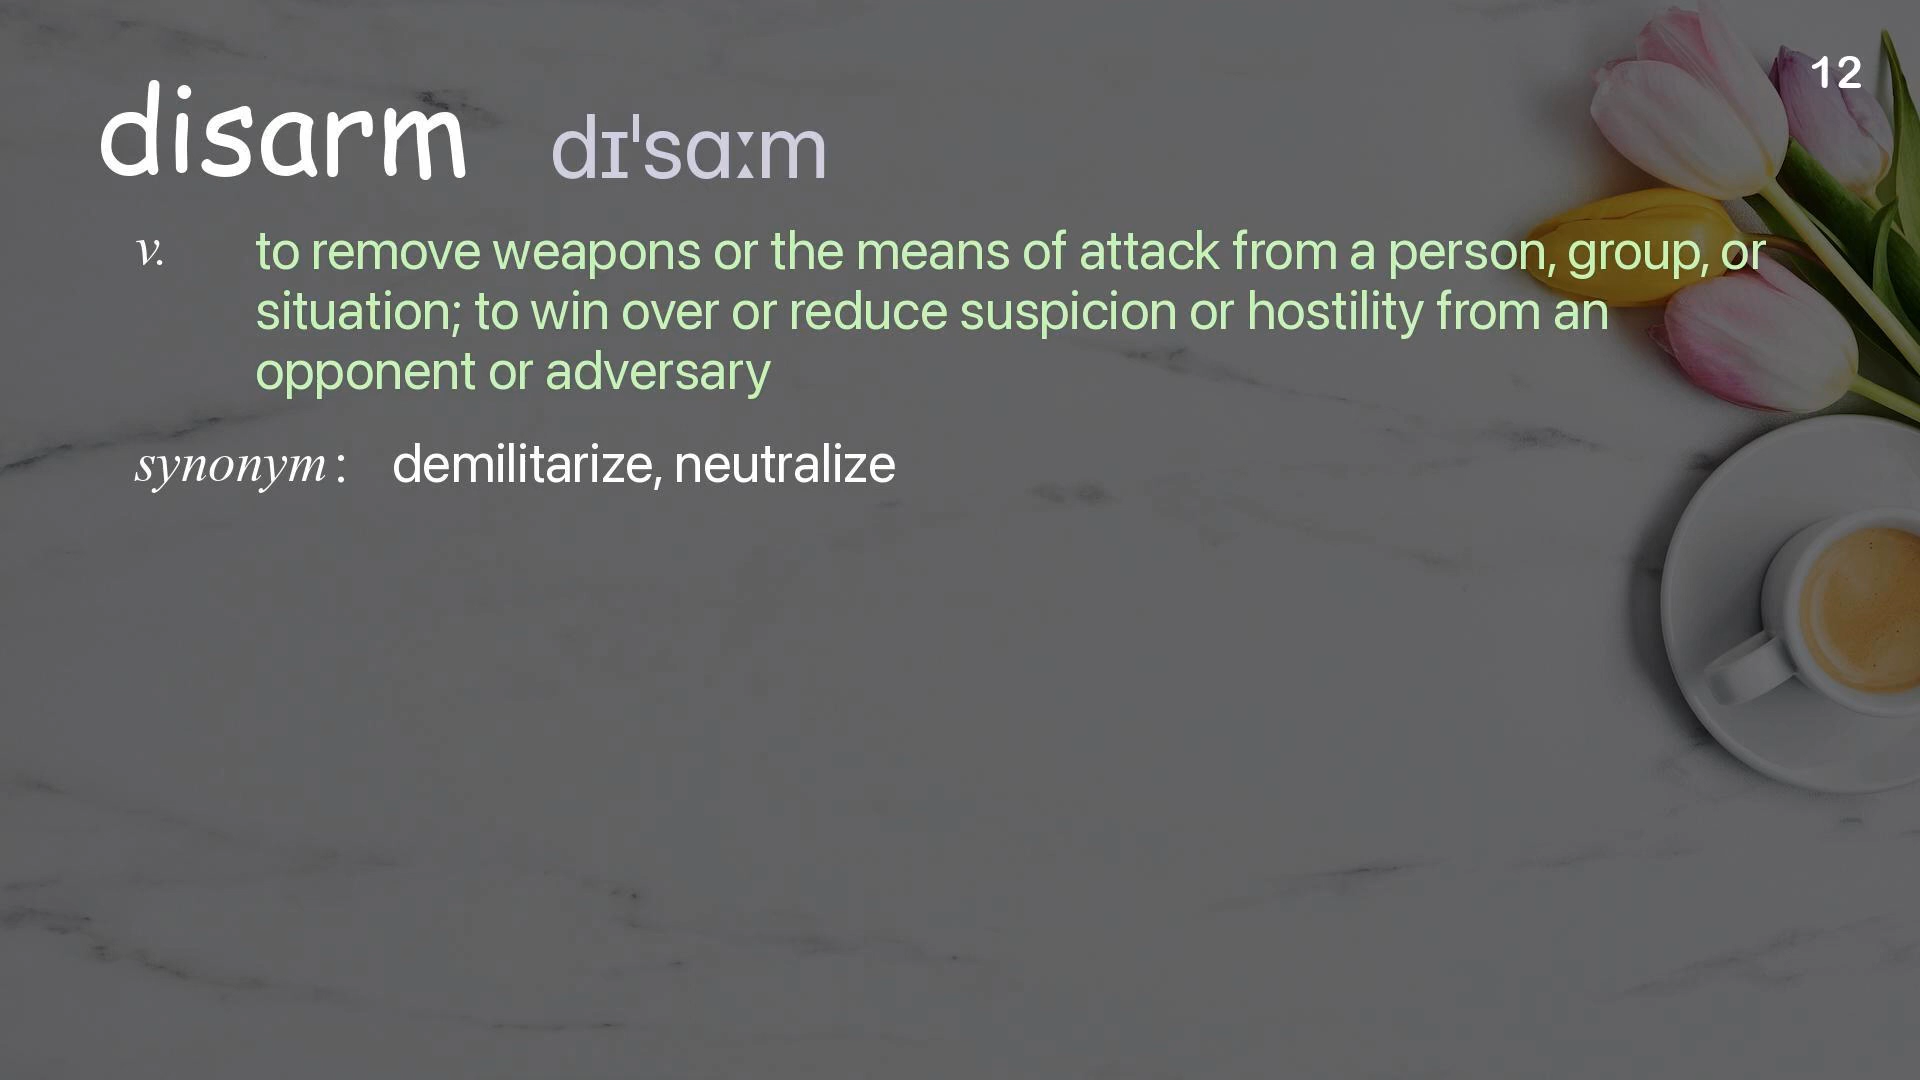 12
disarm dɪˈsɑːm
v. to remove weapons or the means of attack from a person, group, or
situation; to win over or reduce suspicion or hostility from an
opponent or adversary
synonym : demilitarize, neutralize